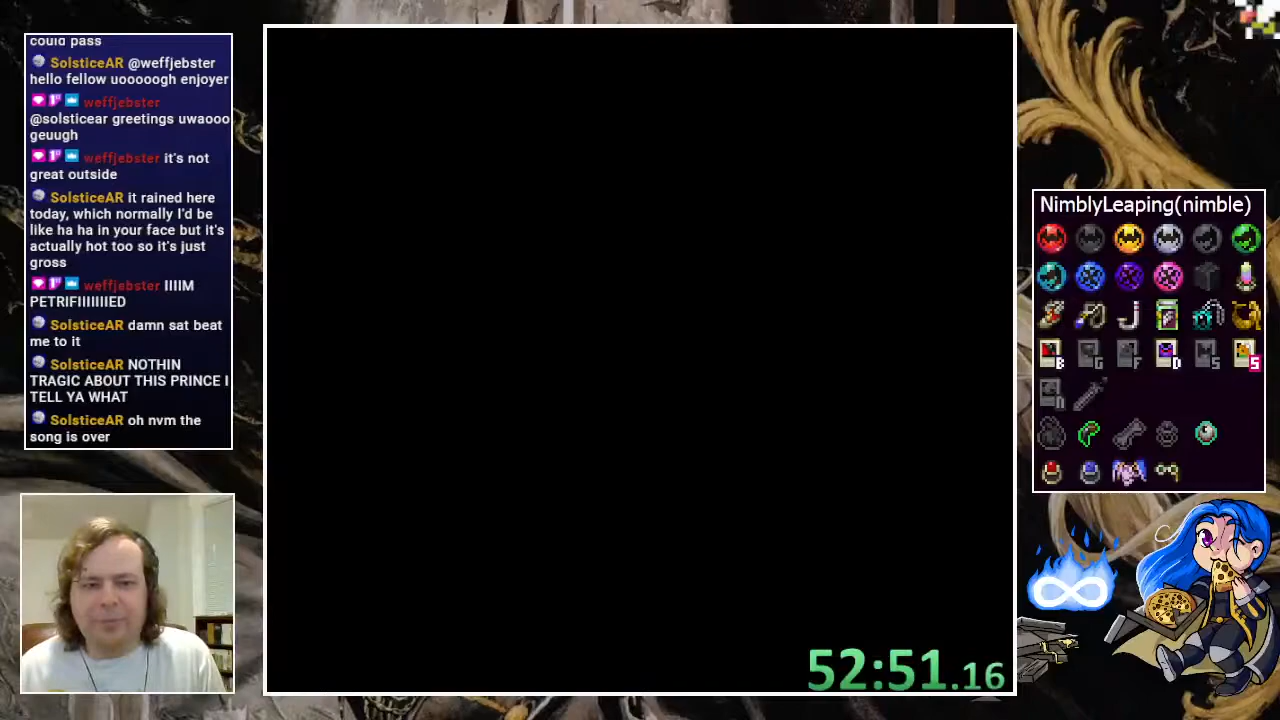 could pass
SolsticeAR @weffjebster
hello fellow uooooogh enjoyer
weffjebster
@solsticear greetings uwaooo
geuugh
weffjebster it's not
great outside
SolsticeAR it rained here
today, which normally I'd be
like ha ha in your face but it's
actually hot too so it's just
gross
weffjebster IIIIM
PETRIFIIIIIIIED
SolsticeAR damn sat beat
me to it
SolsticeAR NOTHIN
TRAGIC ABOUT THIS PRINCE I
TELL YA WHAT
SolsticeAR oh nvm the
song is over
52:51.16
NimblyLeaping(nimble)
B
G
F
D
S
S
n